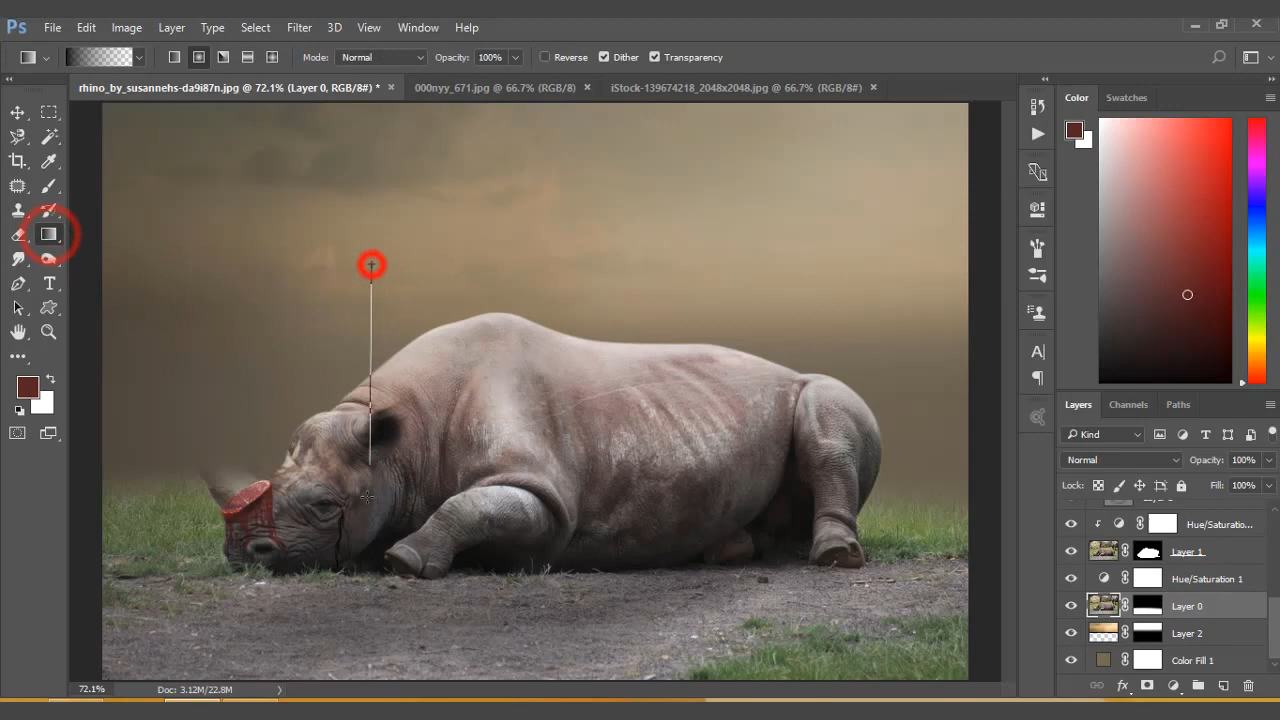 Ps File Edit Image Layer Type Select Filter 3D View Window Help
Mode: Normal Opacity: 100% Reverse Dither Transparency
rhino_by_susannehs-da9i87n.jpg @ 72.1% (Layer 0, RGB/8#) * × 000nyy_671.jpg @ 66.7% (RGB/8) × iStock-139674218_2048x2048.jpg @ 66.7% (RGB/8#) ×
Color Swatches
Layers Channels Paths
Kind
Normal Opacity: 100%
Lock: Fill: 100%
Hue/Saturatio...
Layer 1
Hue/Saturation 1
Layer 0
Layer 2
Color Fill 1
72.1% Doc: 3.12M/22.8M